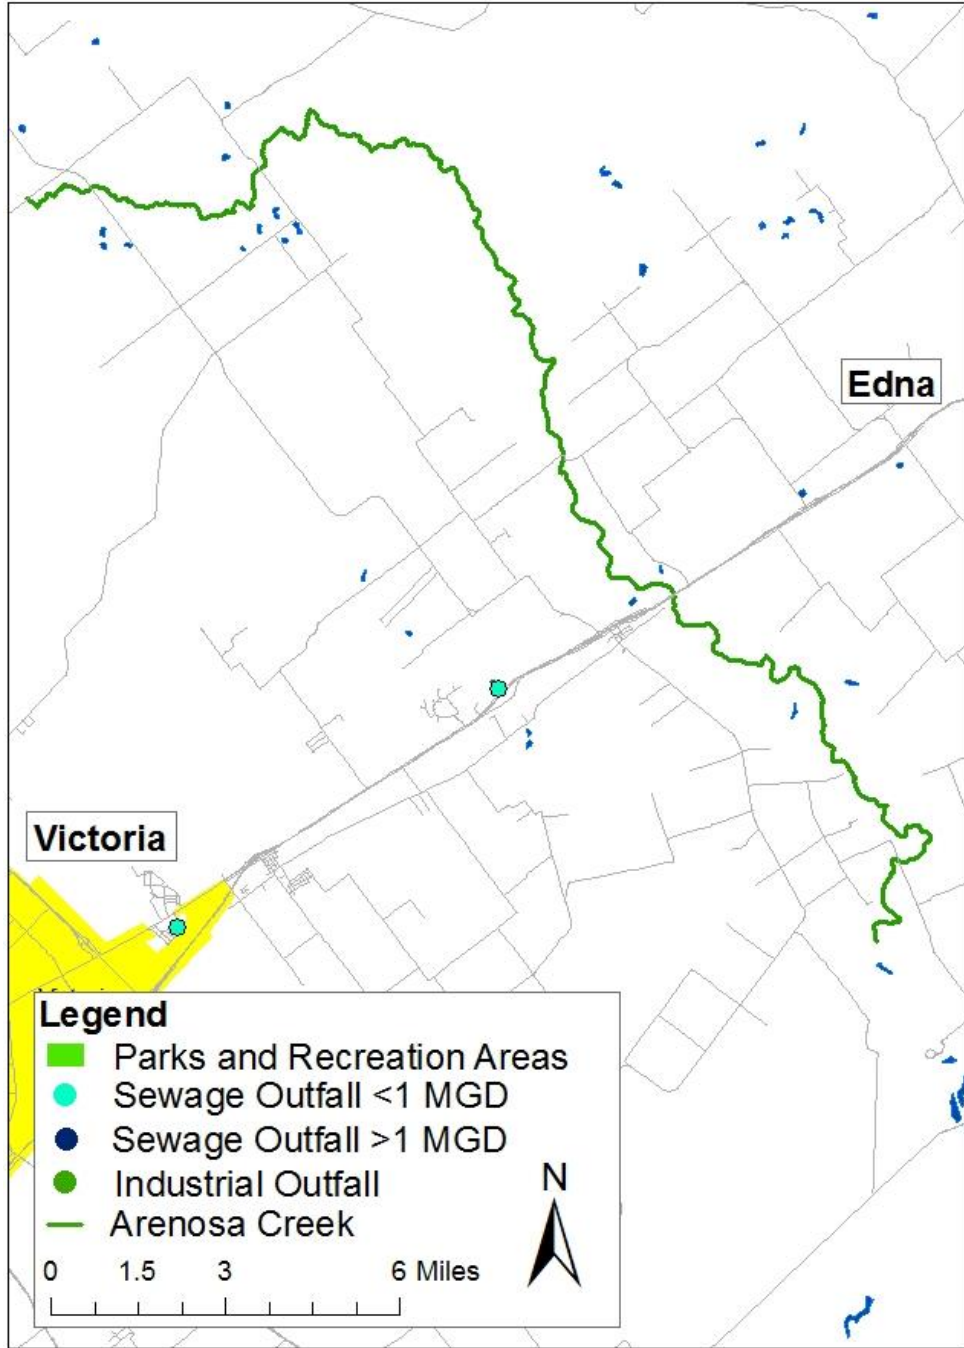 Edna
Victoria
Legend
Parks and Recreation Areas
Sewage Outfall <1 MGD
Sewage Outfall >1 MGD
Industrial Outfall
Arenosa Creek
N
0 1.5 3 6 Miles